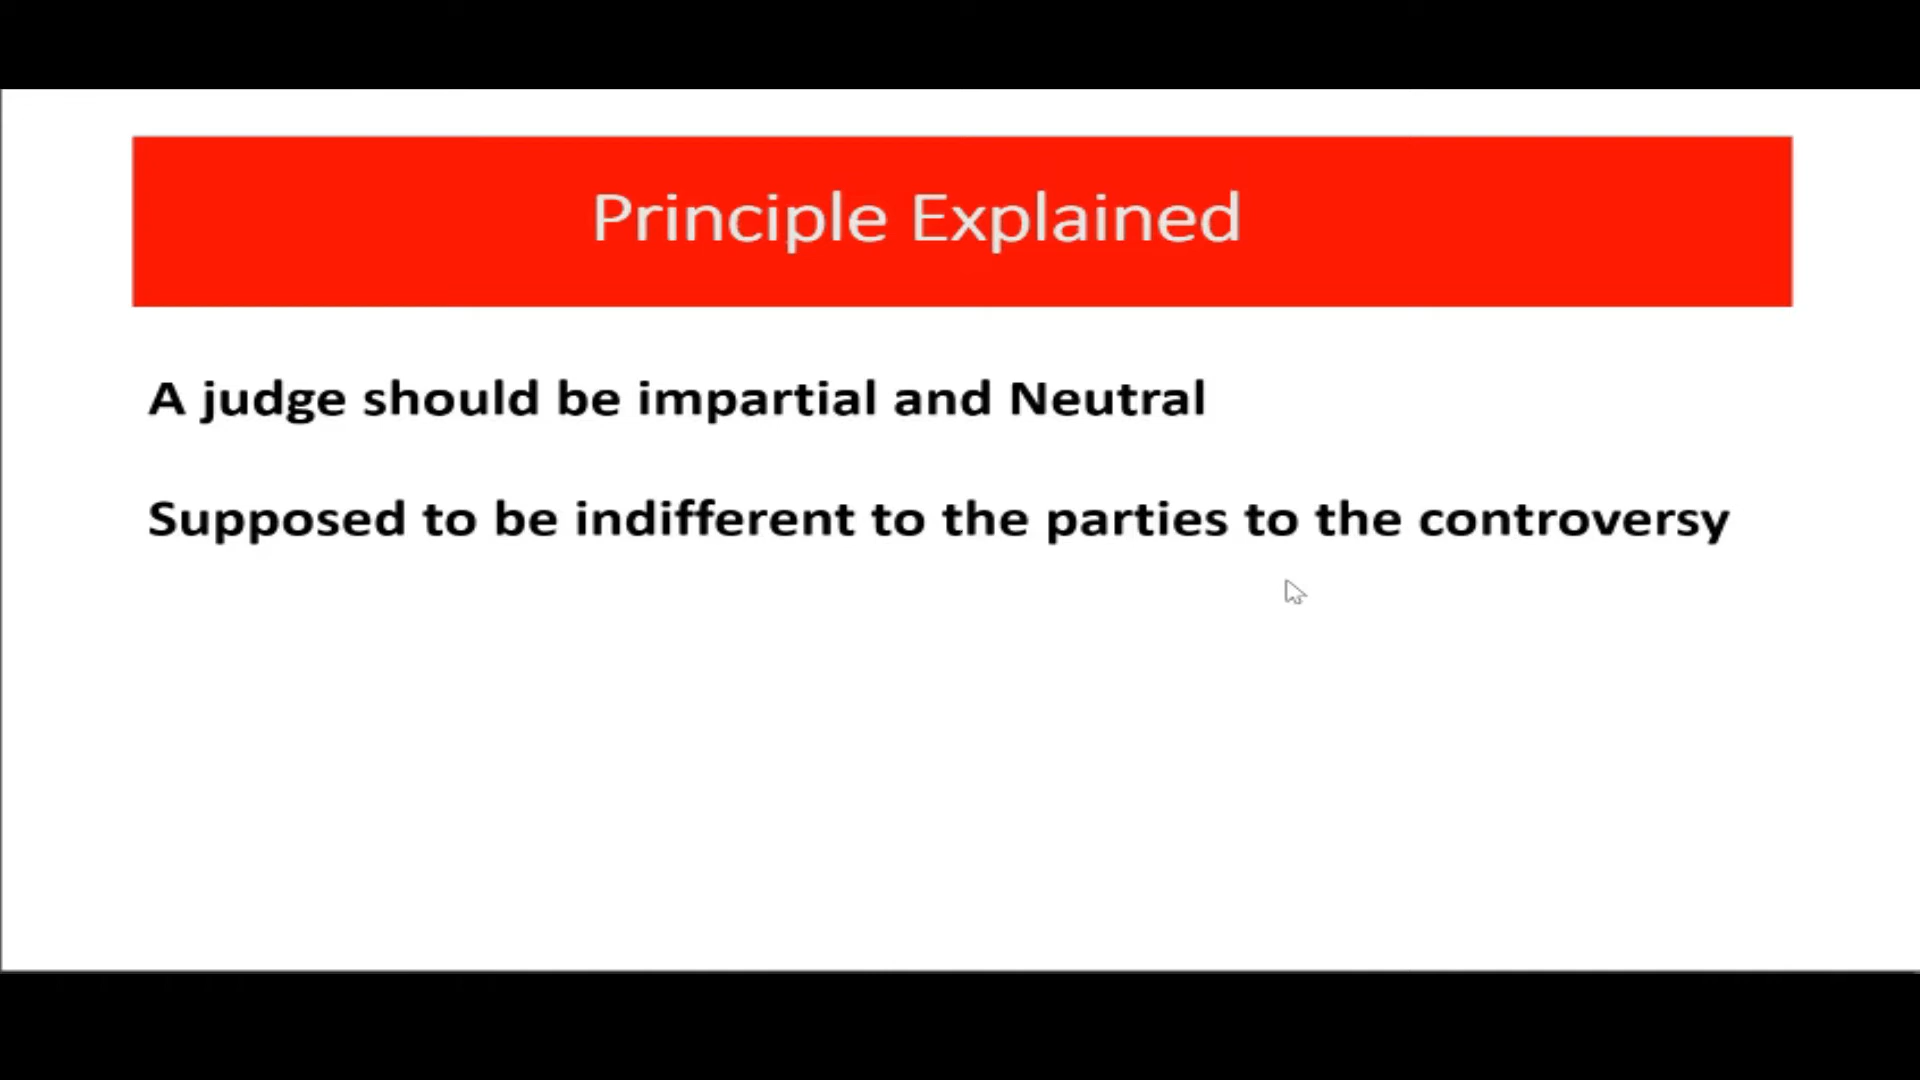 Principle Explained
A judge should be impartial and Neutral
Supposed to be indifferent to the parties to the controversy